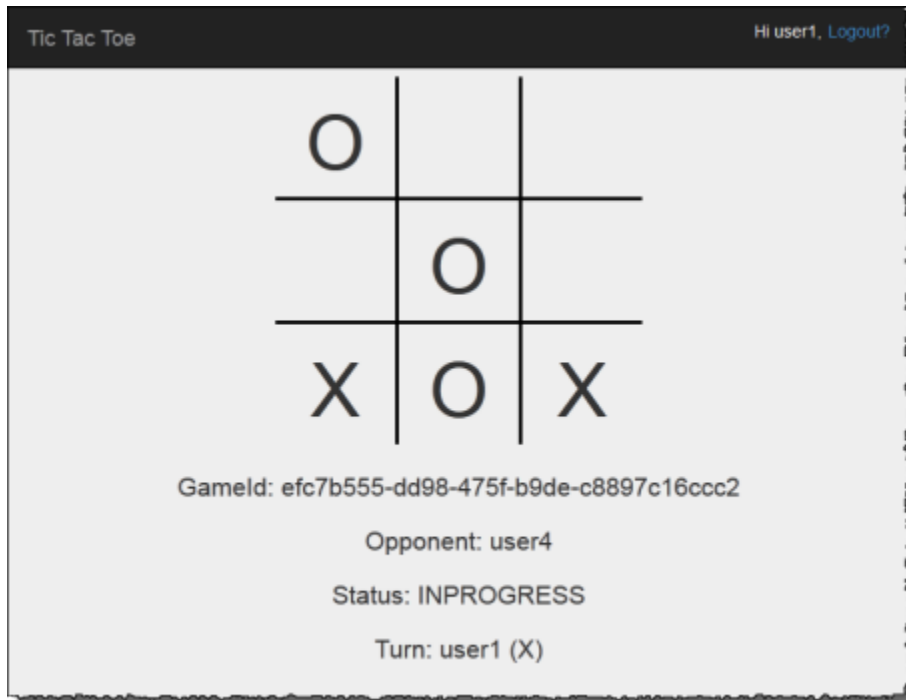 Tic Tac Toe
Hi user1, Logout?
O
O
X O X
GameId: efc7b555-dd98-475f-b9de-c8897c16ccc2
Opponent: user4
Status: INPROGRESS
Turn: user1 (X)